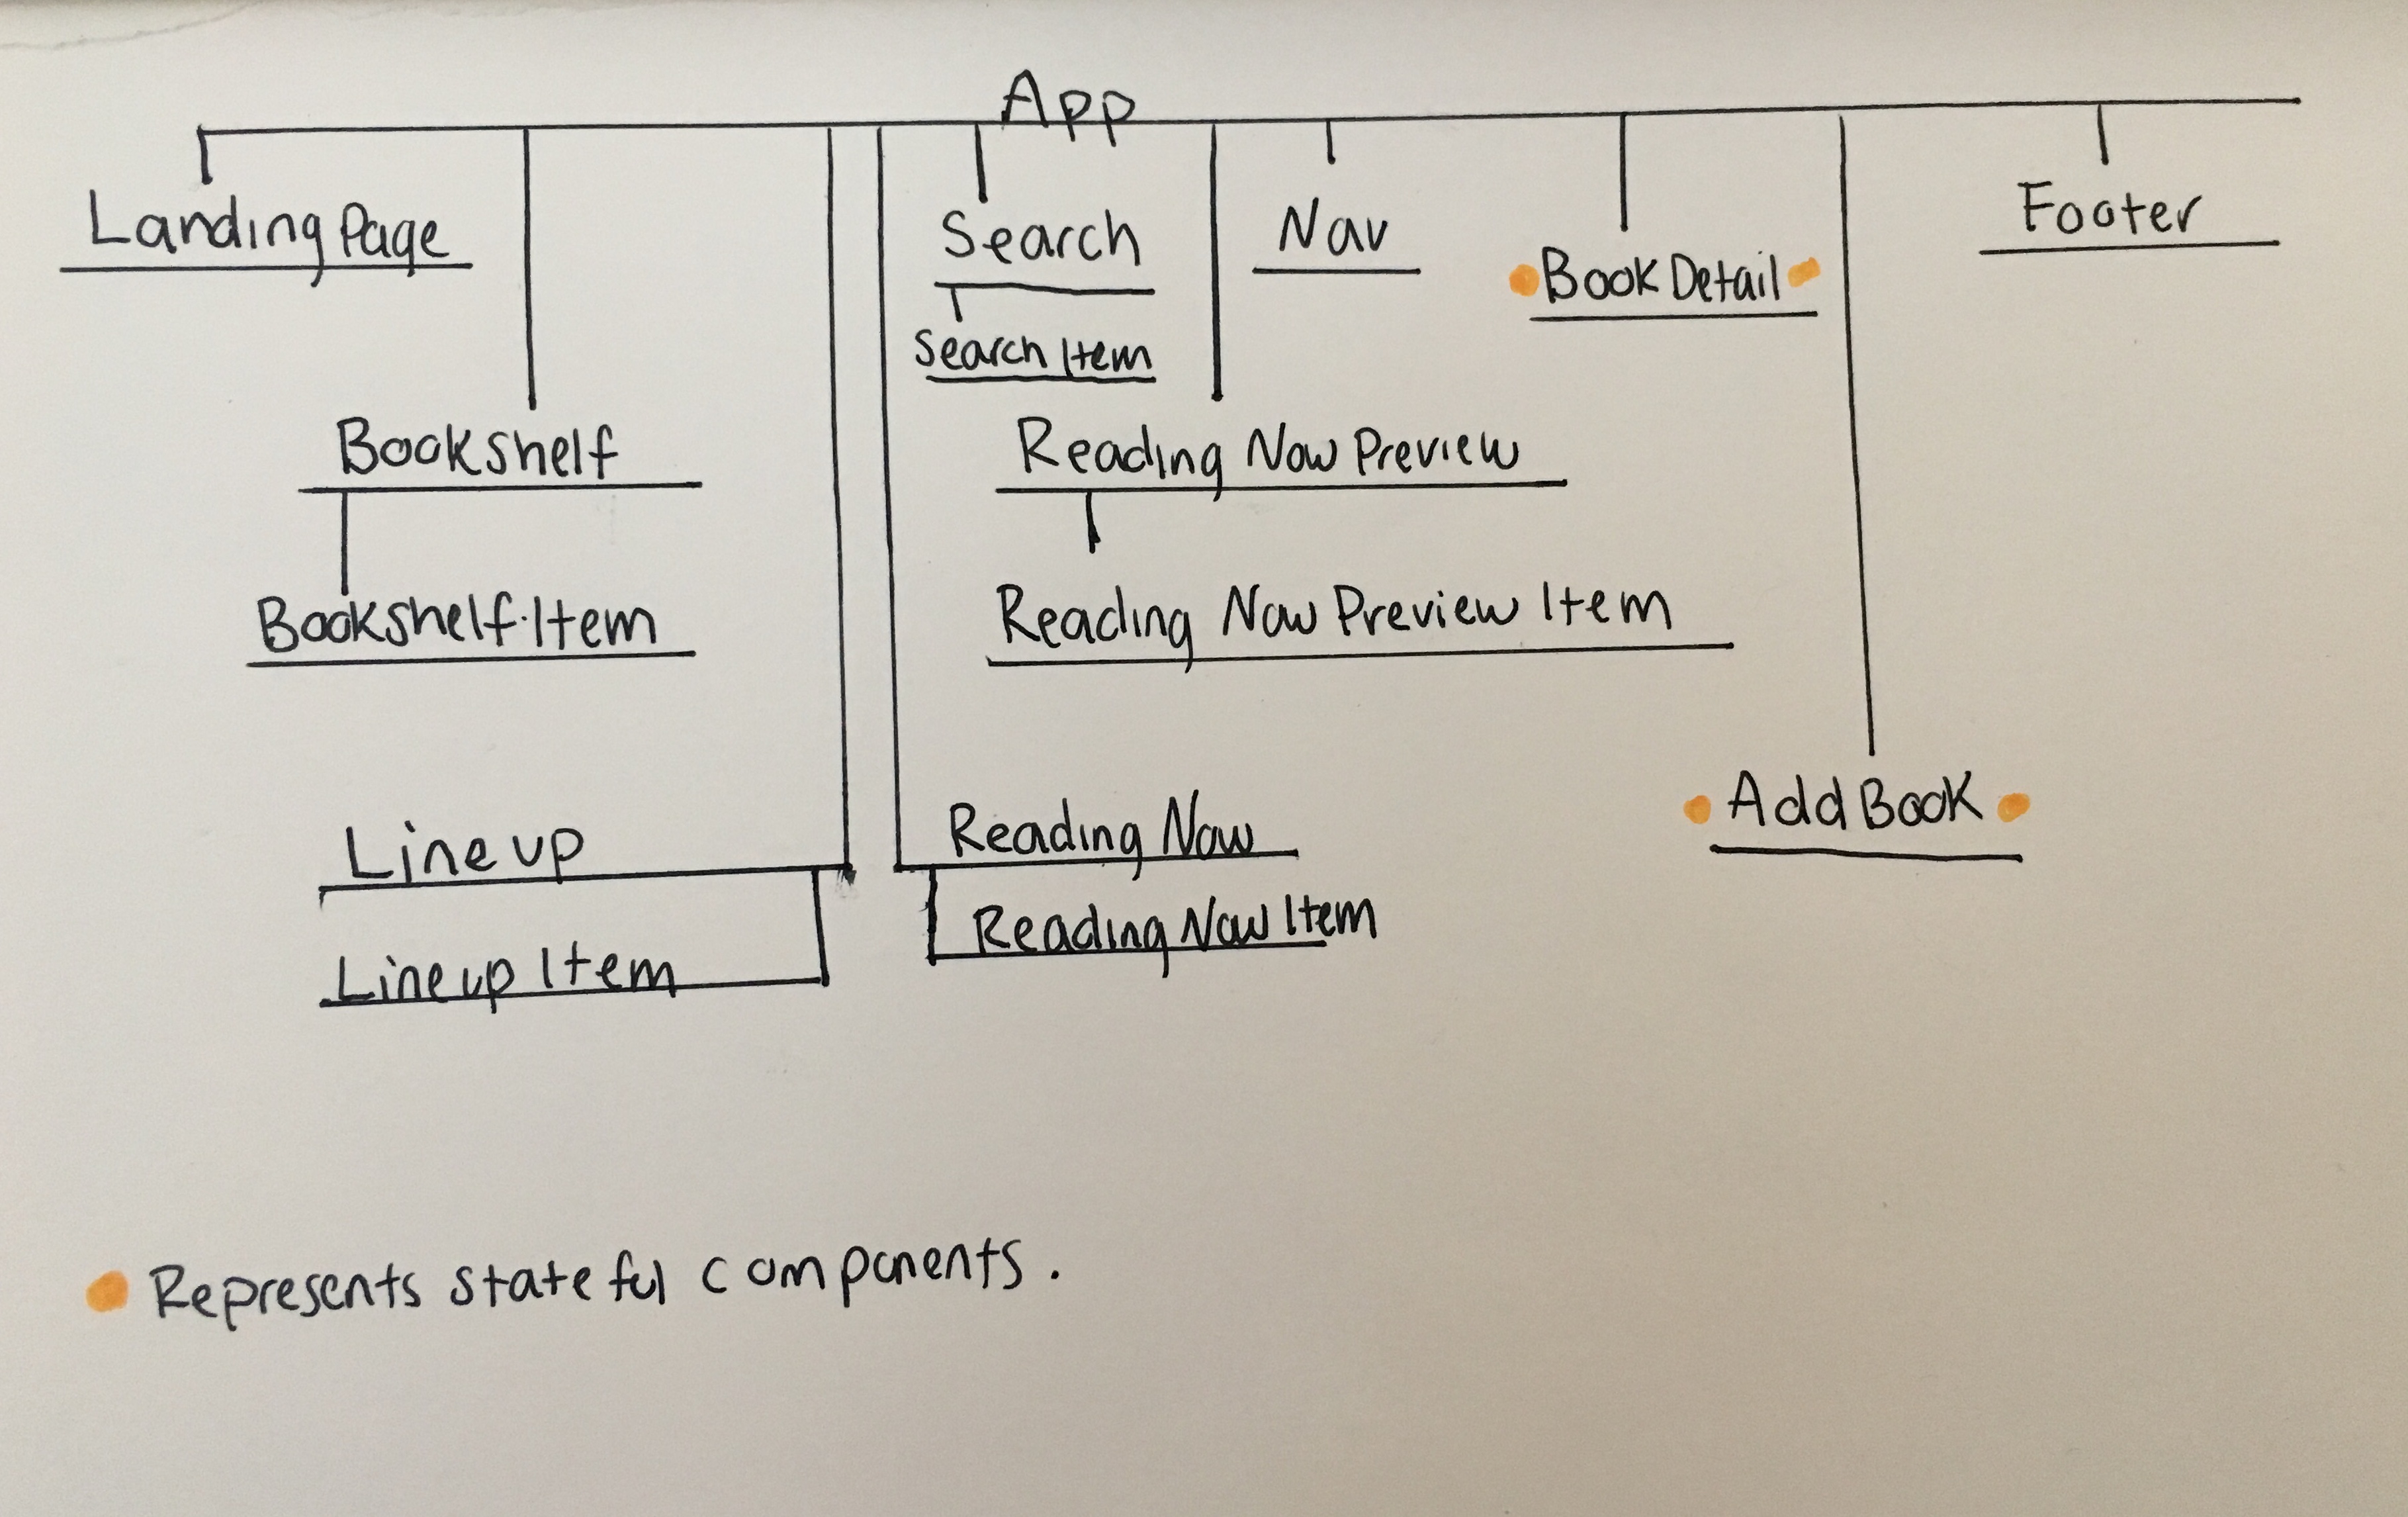 App
Landing Page
Search
Nav
Book Detail
Footer
Search Item
Bookshelf
Reading Now Preview
Bookshelf Item
Reading Now Preview Item
Line up
Reading Now
Add Book
Line up Item
Reading Now Item
Represents stateful components.